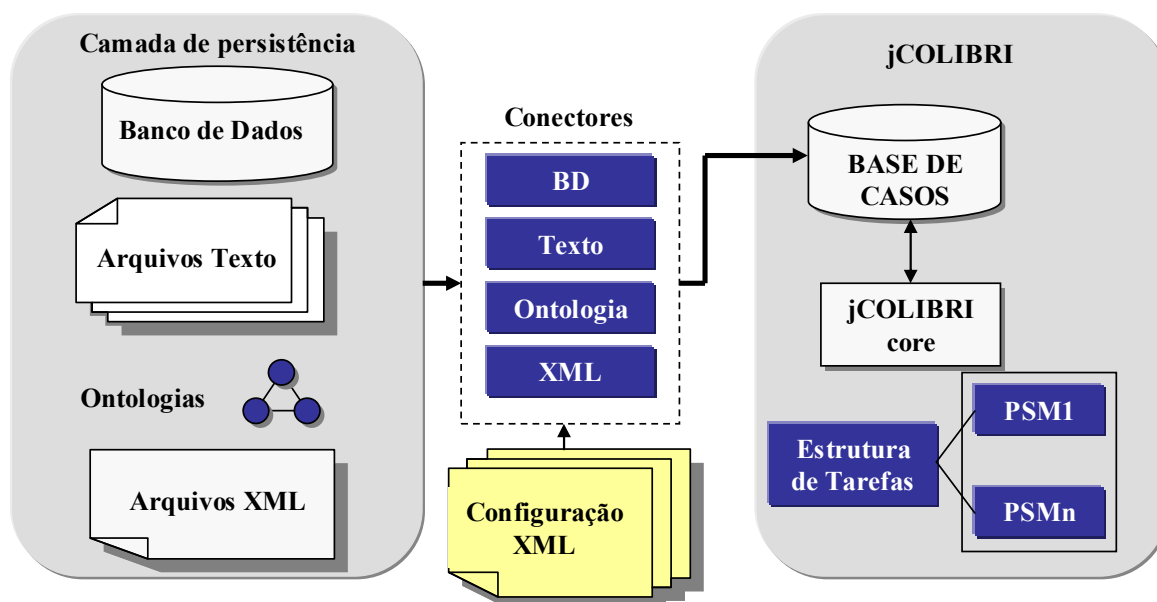 Camada de persistência
Banco de Dados
Arquivos Texto
Ontologias
Arquivos XML
Conectores
BD
Texto
Ontologia
XML
Configuração
XML
jCOLIBRI
BASE DE
CASOS
jCOLIBRI
core
Estrutura
de Tarefas
PSM1
PSMn